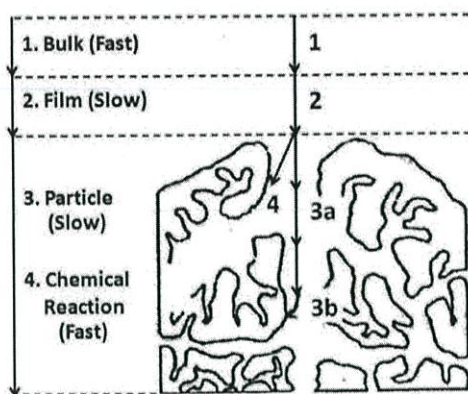 1. Bulk (Fast)
1
2. Film (Slow)
2
3. Particle
(Slow)
4
3a
4. Chemical
Reaction
(Fast)
3b